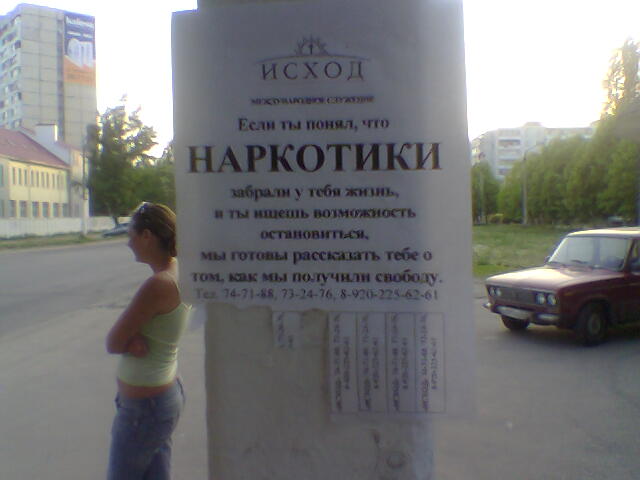 ИСХОД
МЕЖДУНАРОДНОЕ СЛУЖЕНИЕ
Если ты понял, что
НАРКОТИКИ
забрали у тебя жизнь,
и ты ищешь возможность
остановиться,
мы готовы рассказать тебе о
том, как мы получили свободу.
Тел. 74-71-88, 73-24-76, 8-920-225-62-61